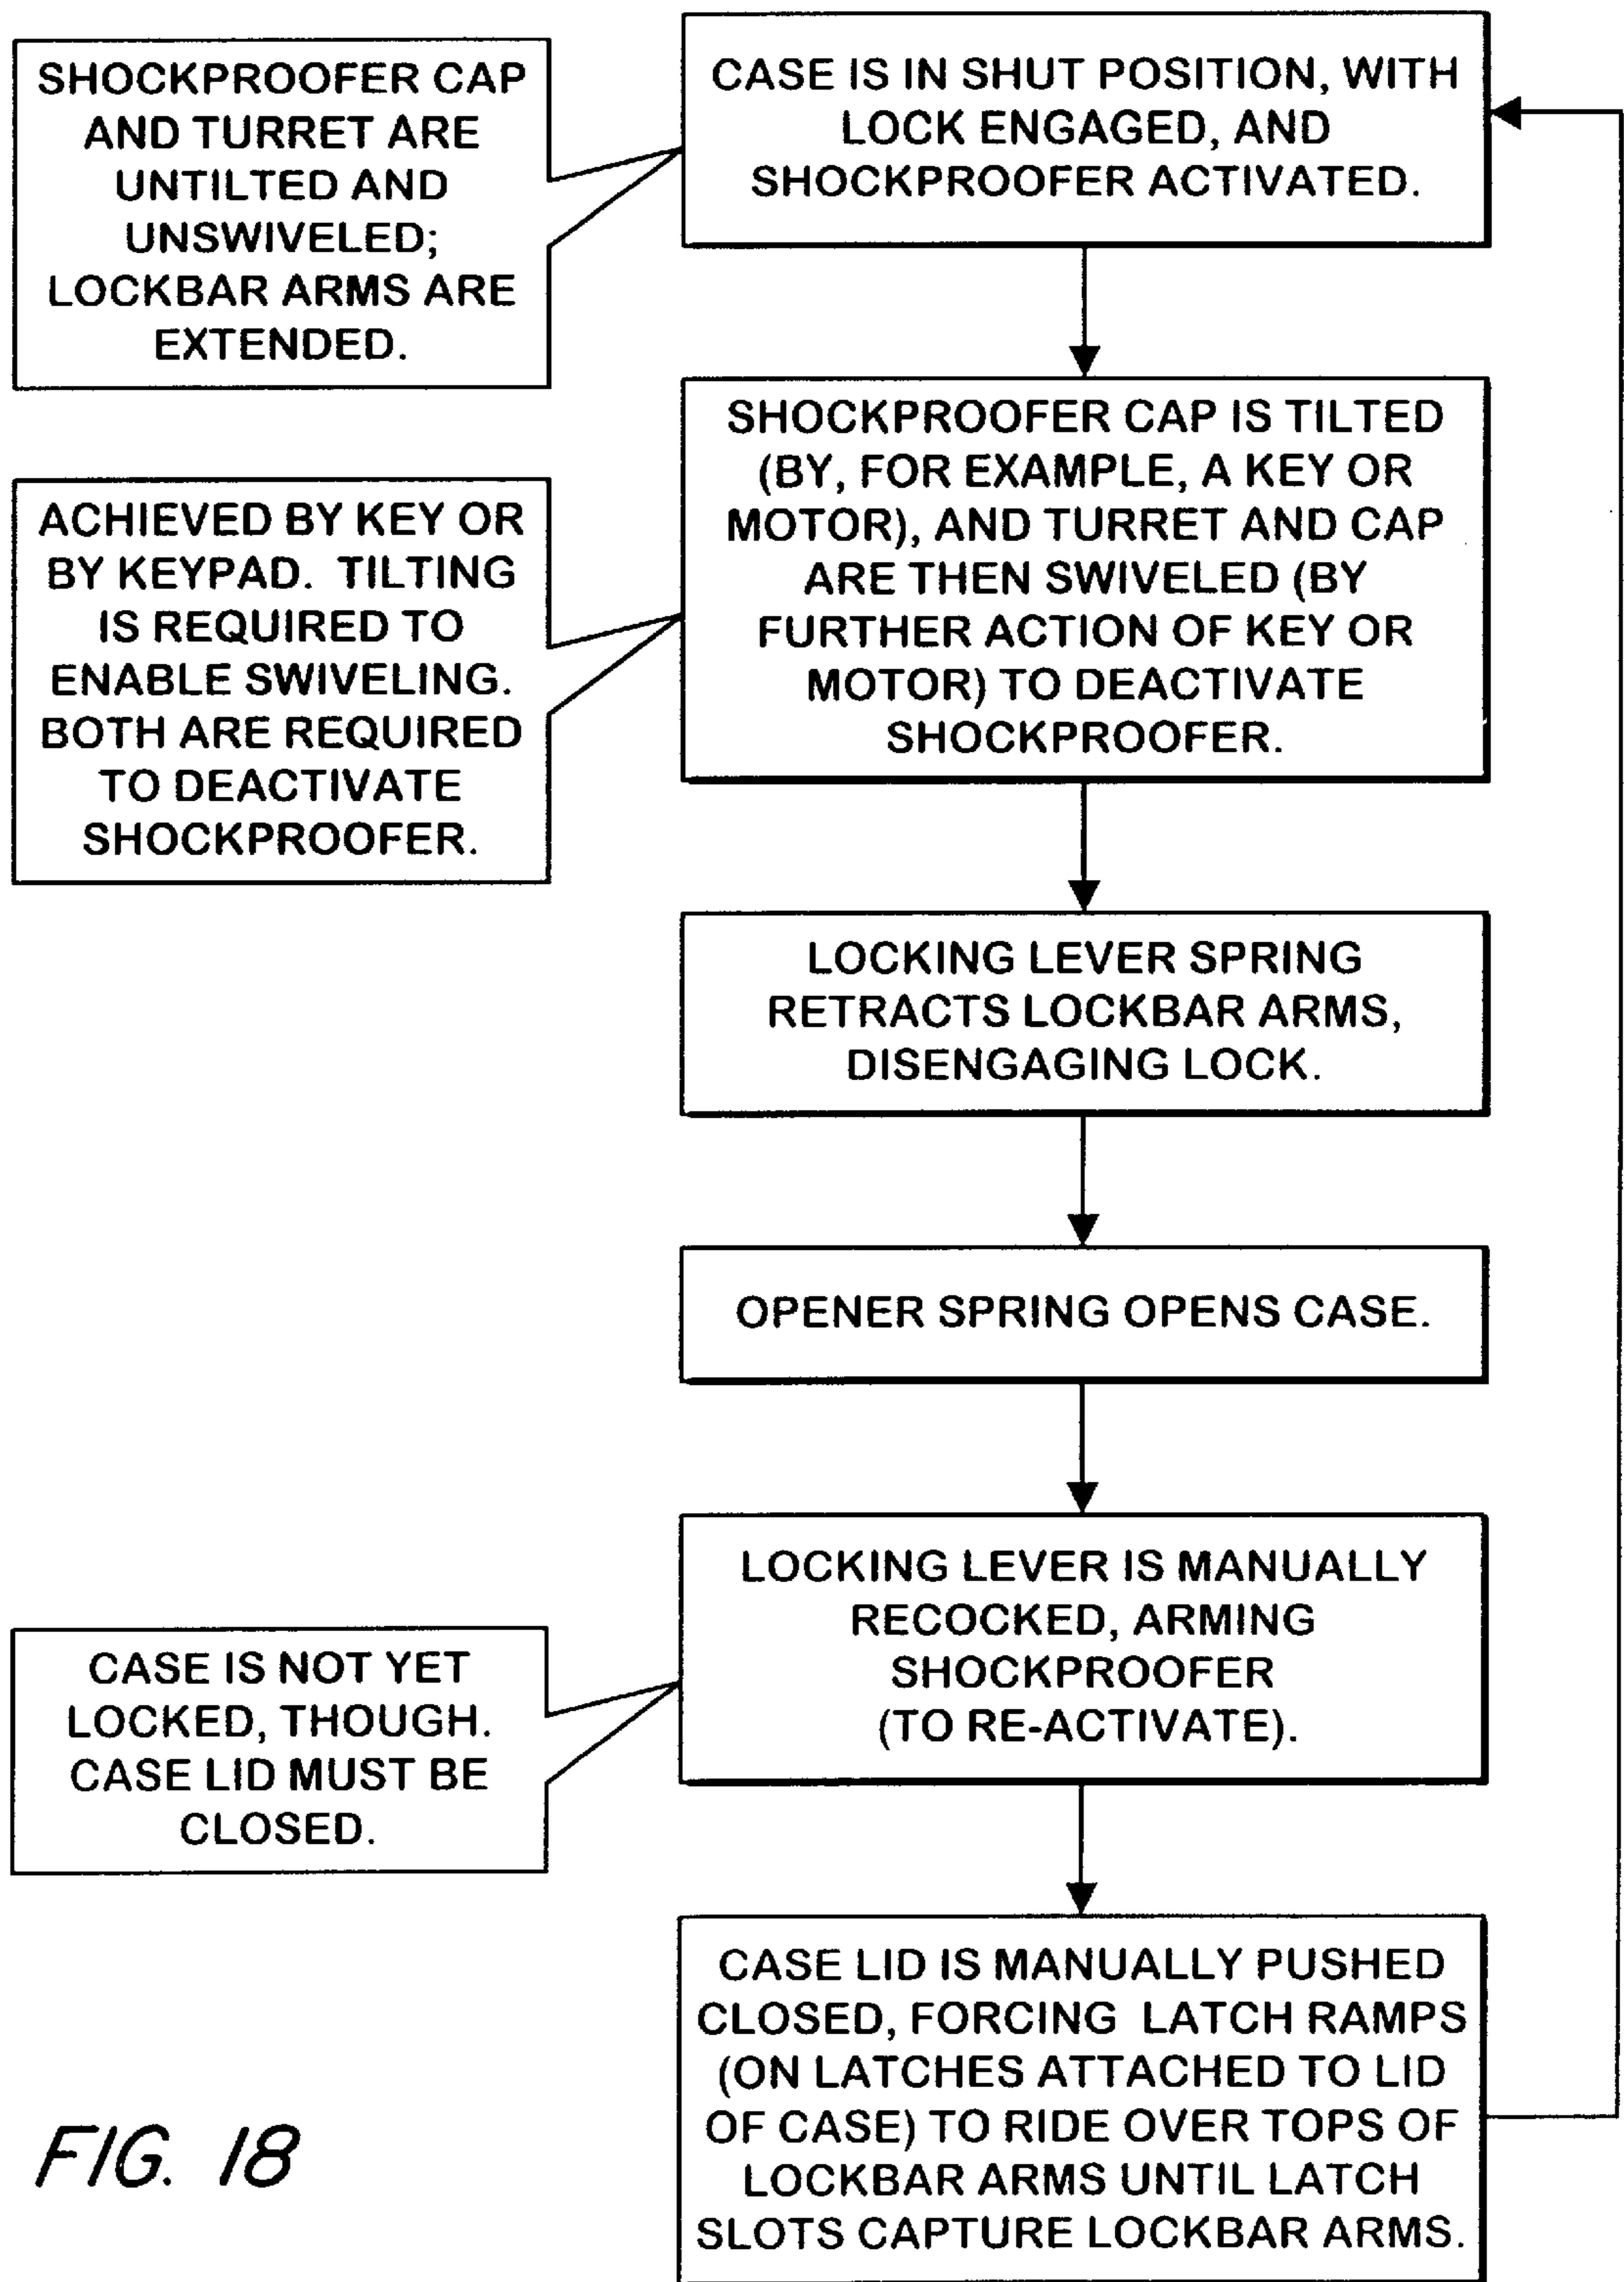 SHOCKPROOFER CAP
AND TURRET ARE
UNTILTED AND
UNSWIVELED;
LOCKBAR ARMS ARE
EXTENDED.
CASE IS IN SHUT POSITION, WITH
LOCK ENGAGED, AND
SHOCKPROOFER ACTIVATED.
SHOCKPROOFER CAP IS TILTED
(BY, FOR EXAMPLE, A KEY OR
MOTOR), AND TURRET AND CAP
ARE THEN SWIVELED (BY
FURTHER ACTION OF KEY OR
MOTOR) TO DEACTIVATE
SHOCKPROOFER.
ACHIEVED BY KEY OR
BY KEYPAD. TILTING
IS REQUIRED TO
ENABLE SWIVELING.
BOTH ARE REQUIRED
TO DEACTIVATE
SHOCKPROOFER.
LOCKING LEVER SPRING
RETRACTS LOCKBAR ARMS,
DISENGAGING LOCK.
OPENER SPRING OPENS CASE.
LOCKING LEVER IS MANUALLY
RECOCKED, ARMING
SHOCKPROOFER
(TO RE-ACTIVATE).
CASE IS NOT YET
LOCKED, THOUGH.
CASE LID MUST BE
CLOSED.
CASE LID IS MANUALLY PUSHED
CLOSED, FORCING LATCH RAMPS
(ON LATCHES ATTACHED TO LID
OF CASE) TO RIDE OVER TOPS OF
LOCKBAR ARMS UNTIL LATCH
SLOTS CAPTURE LOCKBAR ARMS.
FIG. 18